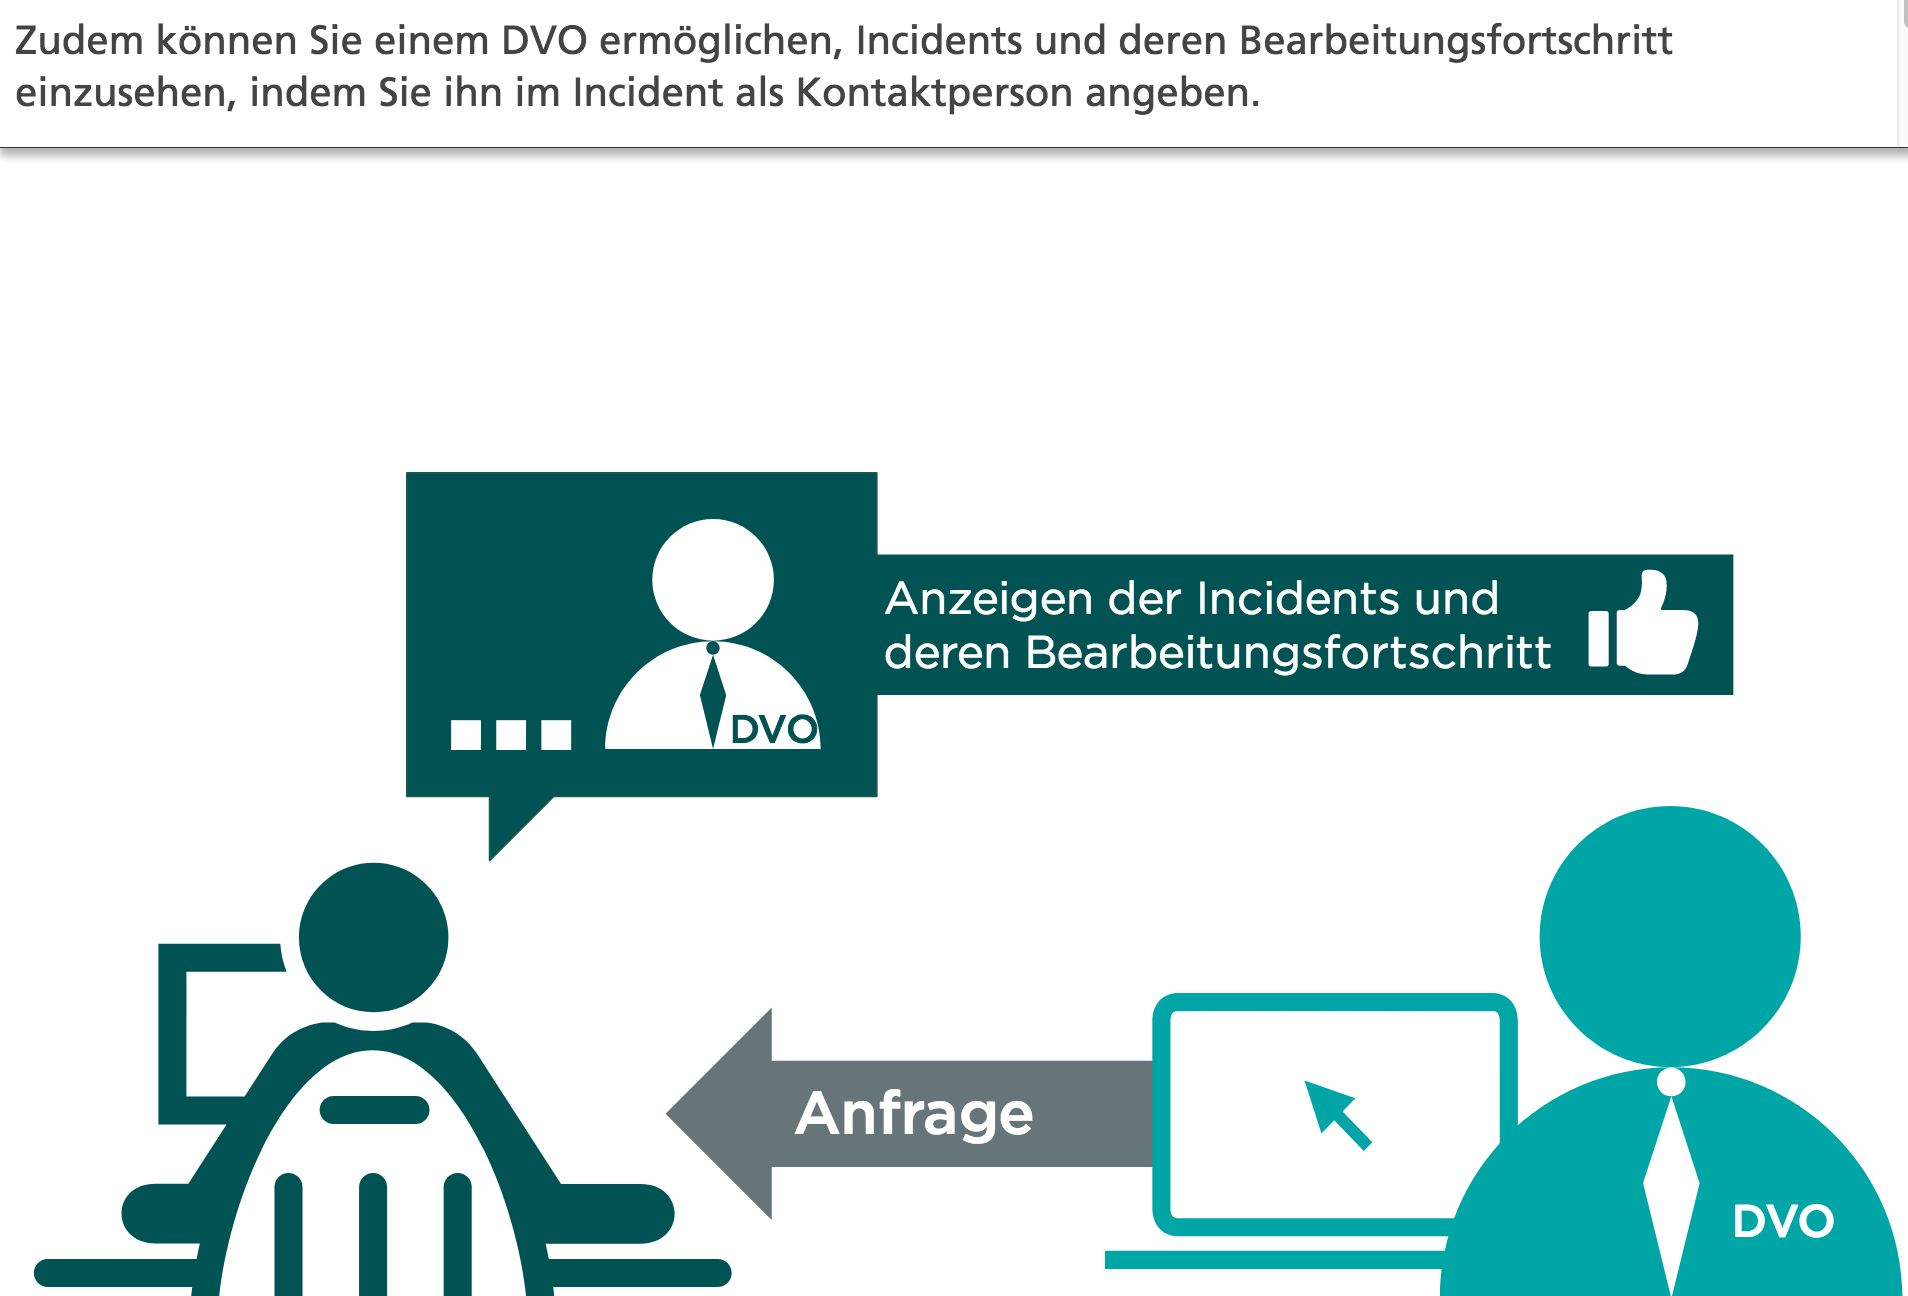 Zudem können Sie einem DVO ermöglichen, Incidents und deren Bearbeitungsfortschritt
einzusehen, indem Sie ihn im Incident als Kontaktperson angeben.
Anzeigen der Incidents und
deren Bearbeitungsfortschritt
DVO
Anfrage
DVO